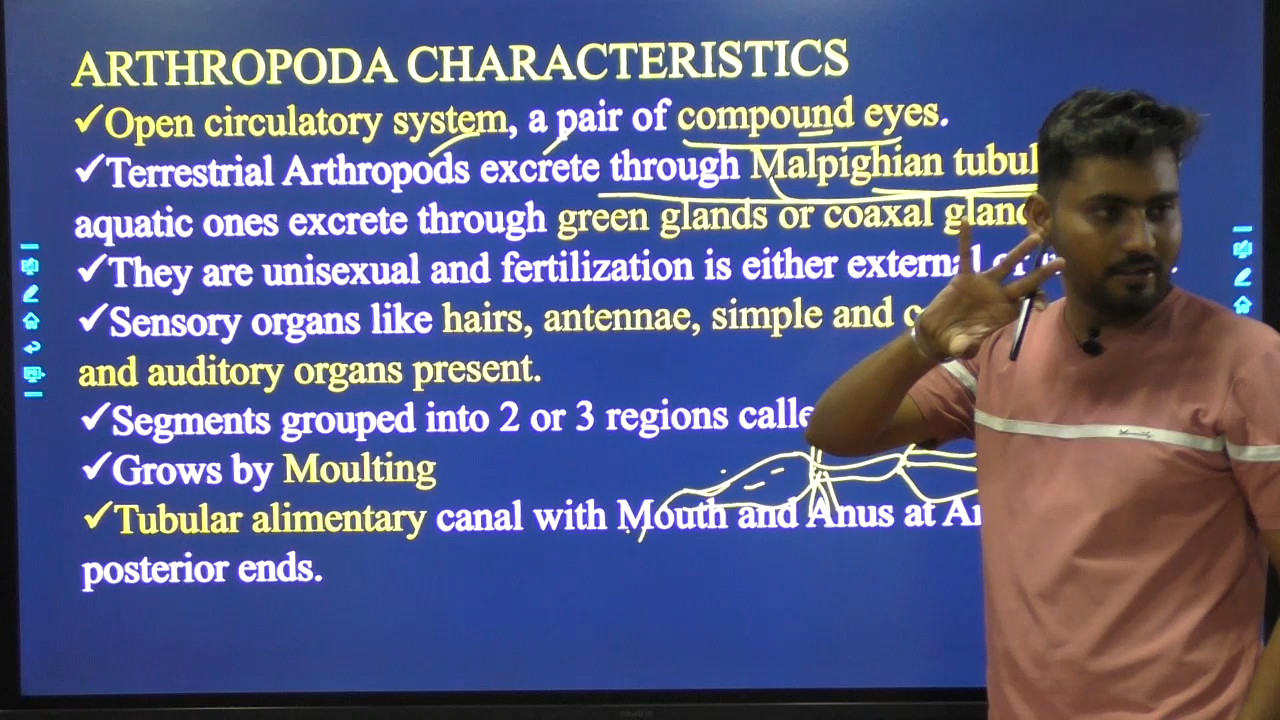 ARTHROPODA CHARACTERISTICS
✓Open circulatory system, a pair of compound eyes.
✓Terrestrial Arthropods excrete through Malpighian
aquatic ones excrete through green glands or coaxal
✓They are unisexual and fertilization is either external
✓Sensory organs like hairs, antennae, simple and
and auditory organs present.
✓Segments grouped into 2 or 3 regions
✓Grows by Moulting
✓Tubular alimentary canal with Mouth and Anus at
posterior ends.